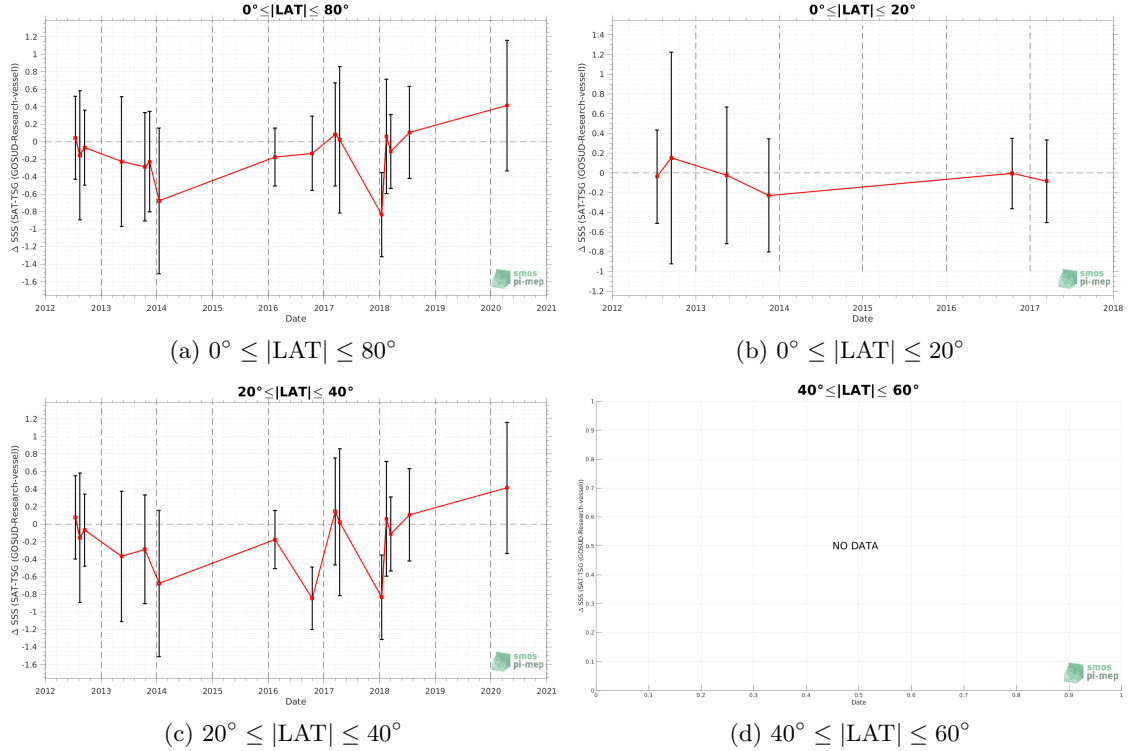 0°≤|LAT|≤ 80°
Δ SSS (SAT-TSG (GOSUD-Research-vessel))
1.2
1
0.8
0.6
0.4
0.2
0
-0.2
-0.4
-0.6
-0.8
-1
-1.2
-1.4
-1.6
2012 2013 2014 2015 2016 2017 2018 2019 2020 2021
Date
smos
pi-mep
(a) 0° ≤ |LAT| ≤ 80°
0°≤|LAT|≤ 20°
Δ SSS (SAT-TSG (GOSUD-Research-vessel))
1.4
1.2
1
0.8
0.6
0.4
0.2
0
-0.2
-0.4
-0.6
-0.8
-1
-1.2
2012 2013 2014 2015 2016 2017 2018
Date
smos
pi-mep
(b) 0° ≤ |LAT| ≤ 20°
20°≤|LAT|≤ 40°
Δ SSS (SAT-TSG (GOSUD-Research-vessel))
1.2
1
0.8
0.6
0.4
0.2
0
-0.2
-0.4
-0.6
-0.8
-1
-1.2
-1.4
-1.6
2012 2013 2014 2015 2016 2017 2018 2019 2020 2021
Date
smos
pi-mep
(c) 20° ≤ |LAT| ≤ 40°
40°≤|LAT|≤ 60°
Δ SSS (SAT-TSG (GOSUD-Research-vessel))
1
0.9
0.8
0.7
0.6
0.5
0.4
0.3
0.2
0.1
0
NO DATA
0 0.1 0.2 0.3 0.4 0.5 0.6 0.7 0.8 0.9 1
Date
smos
pi-mep
(d) 40° ≤ |LAT| ≤ 60°